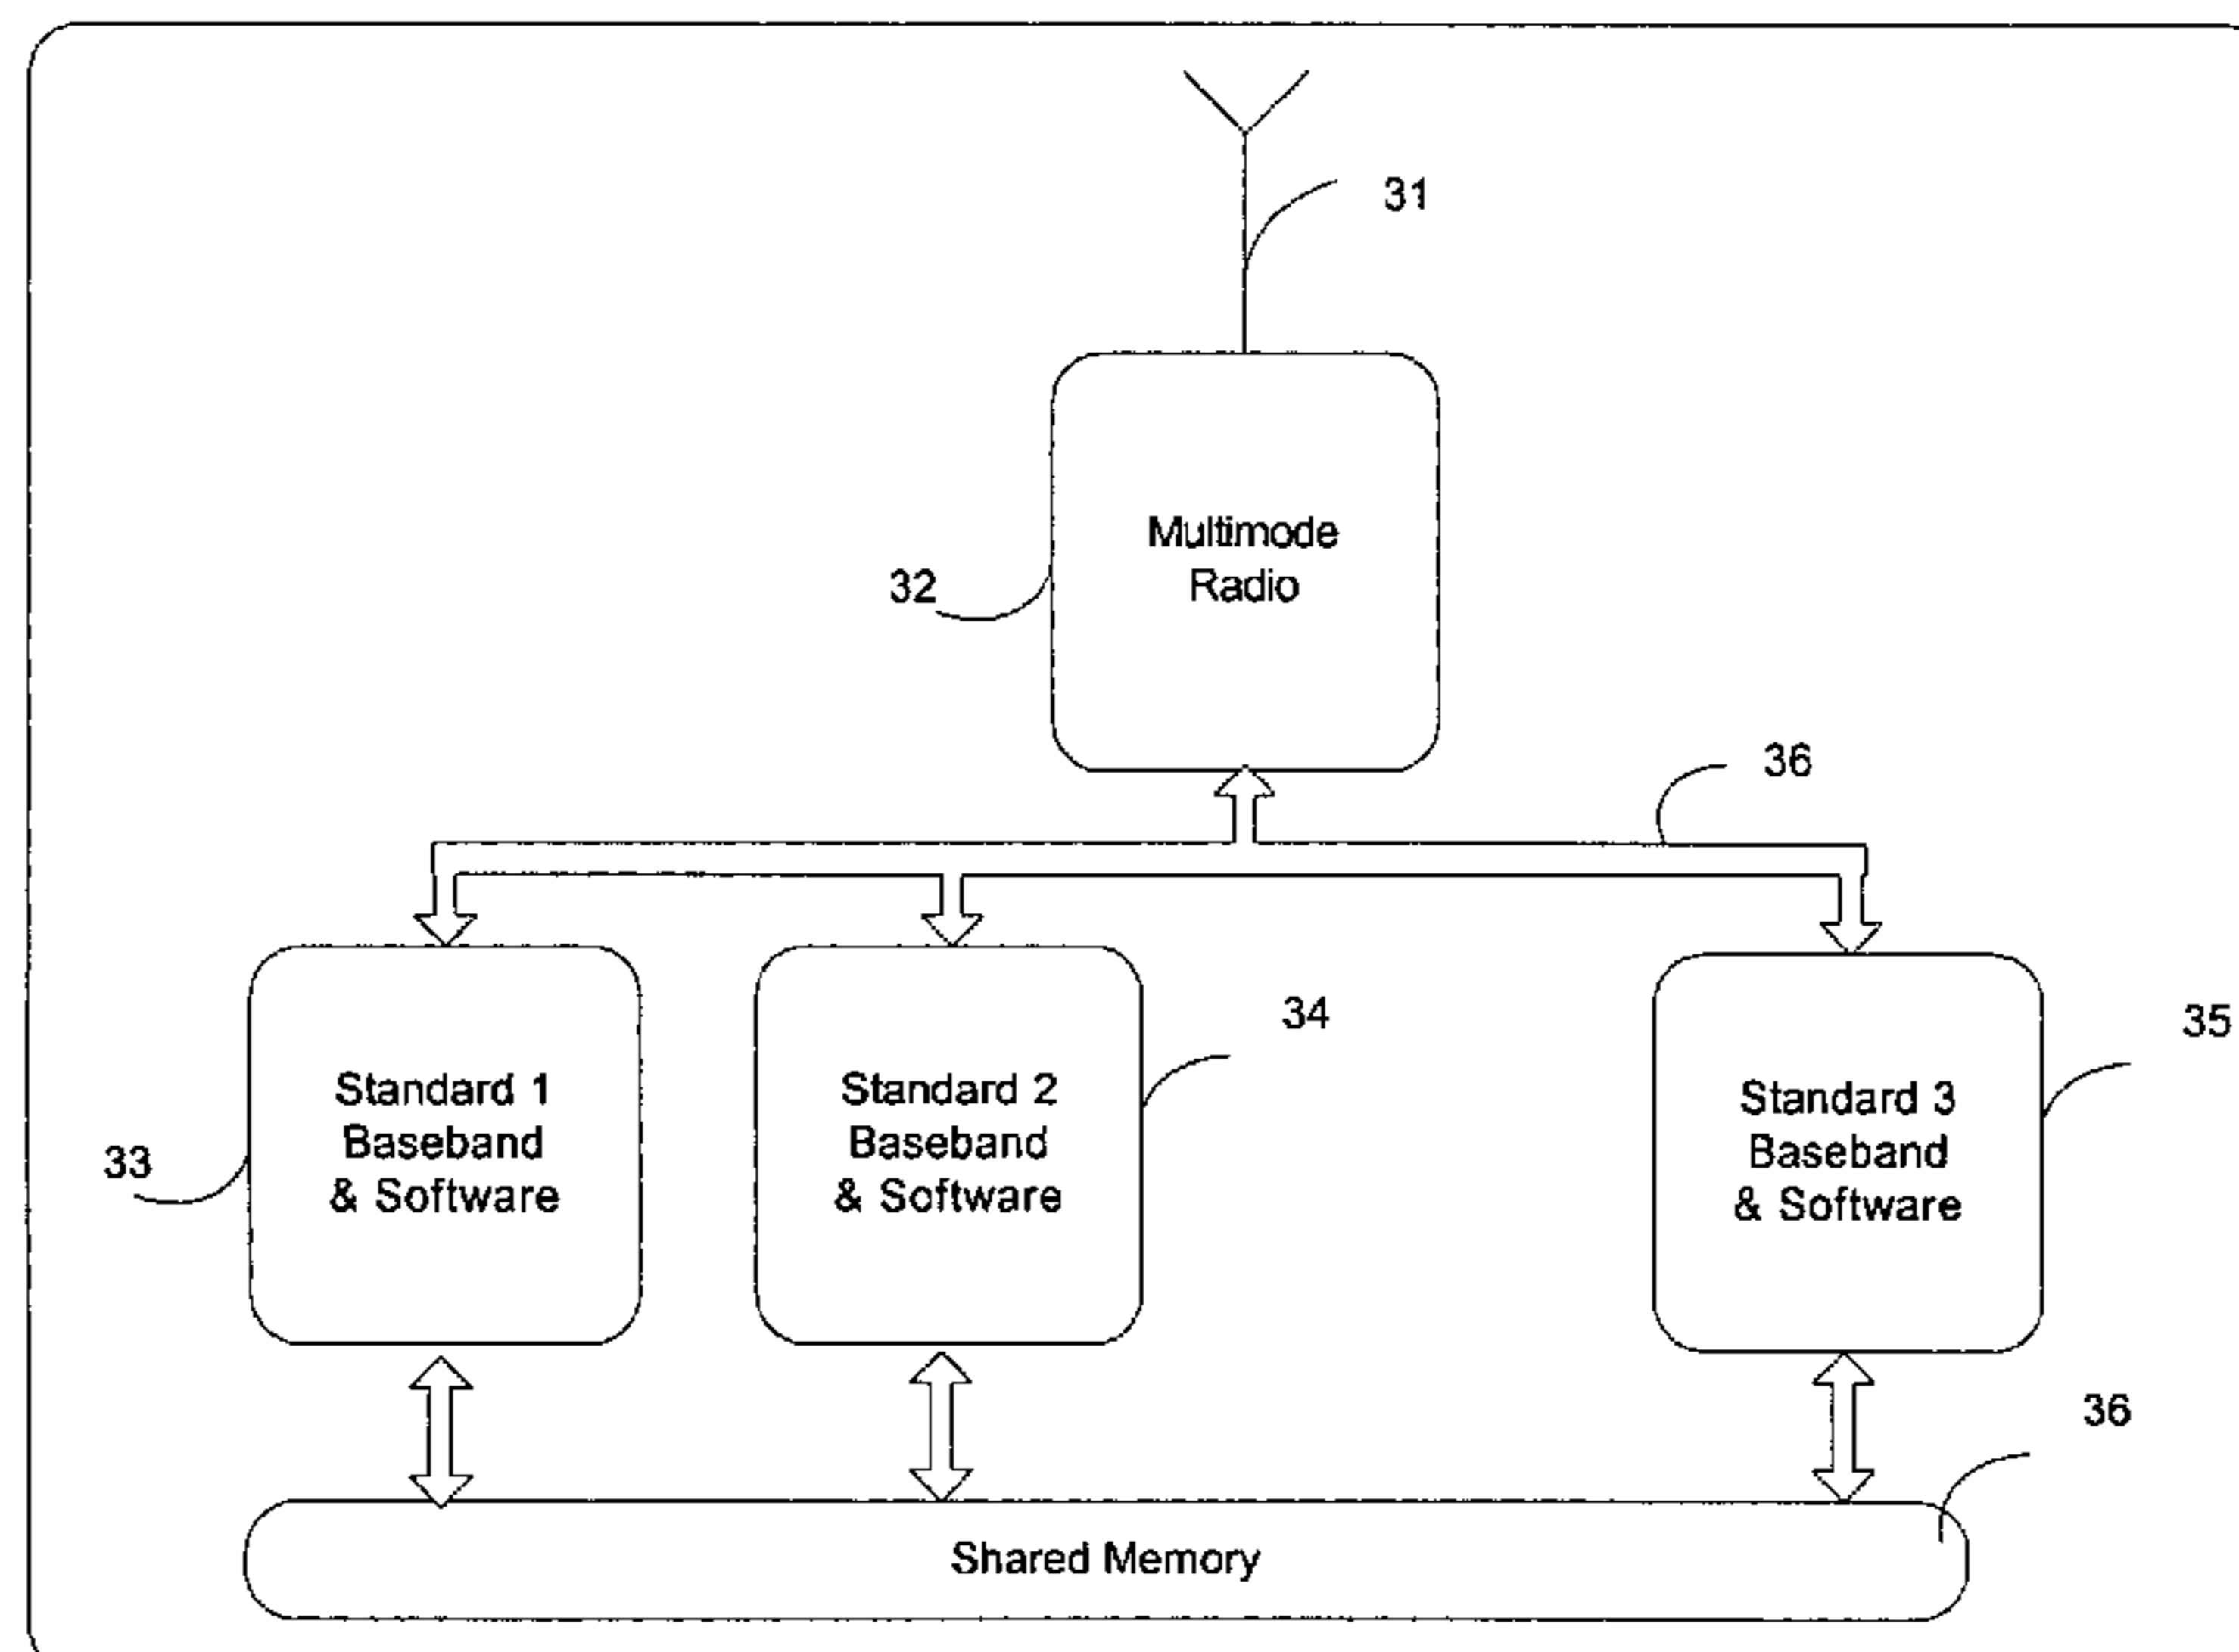 31
Multimode
Radio
32
36
Standard 1
Baseband
& Software
33
Standard 2
Baseband
& Software
34
Standard 3
Baseband
& Software
35
36
Shared Memory